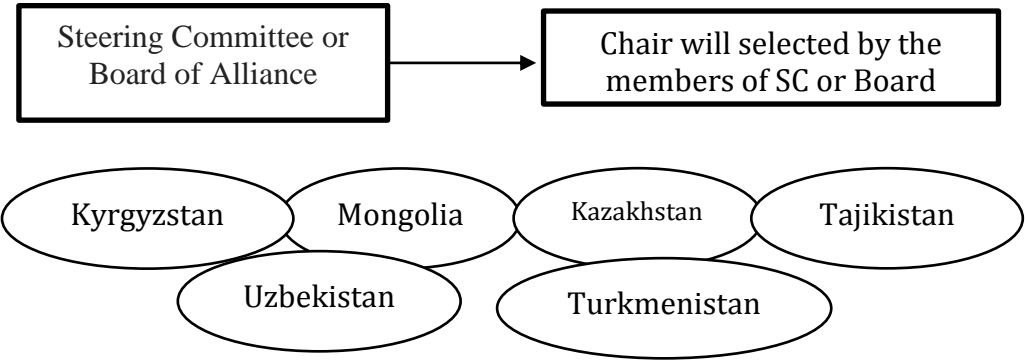 Steering Committee or
Board of Alliance
Chair will selected by the
members of SC or Board
Kyrgyzstan
Mongolia
Kazakhstan
Tajikistan
Uzbekistan
Turkmenistan